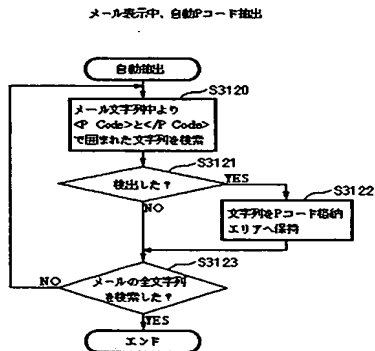 メール表示中、自動Pコード抽出
自動抽出
S3120
メール文字列中より
<P Code>と</P Code>
で囲まれた文字列を検索
S3121
検出した？
YES
NO
S3122
文字列をPコード格納
エリアへ保持
S3123
メールの全文字列
を検索した？
NO
YES
エンド